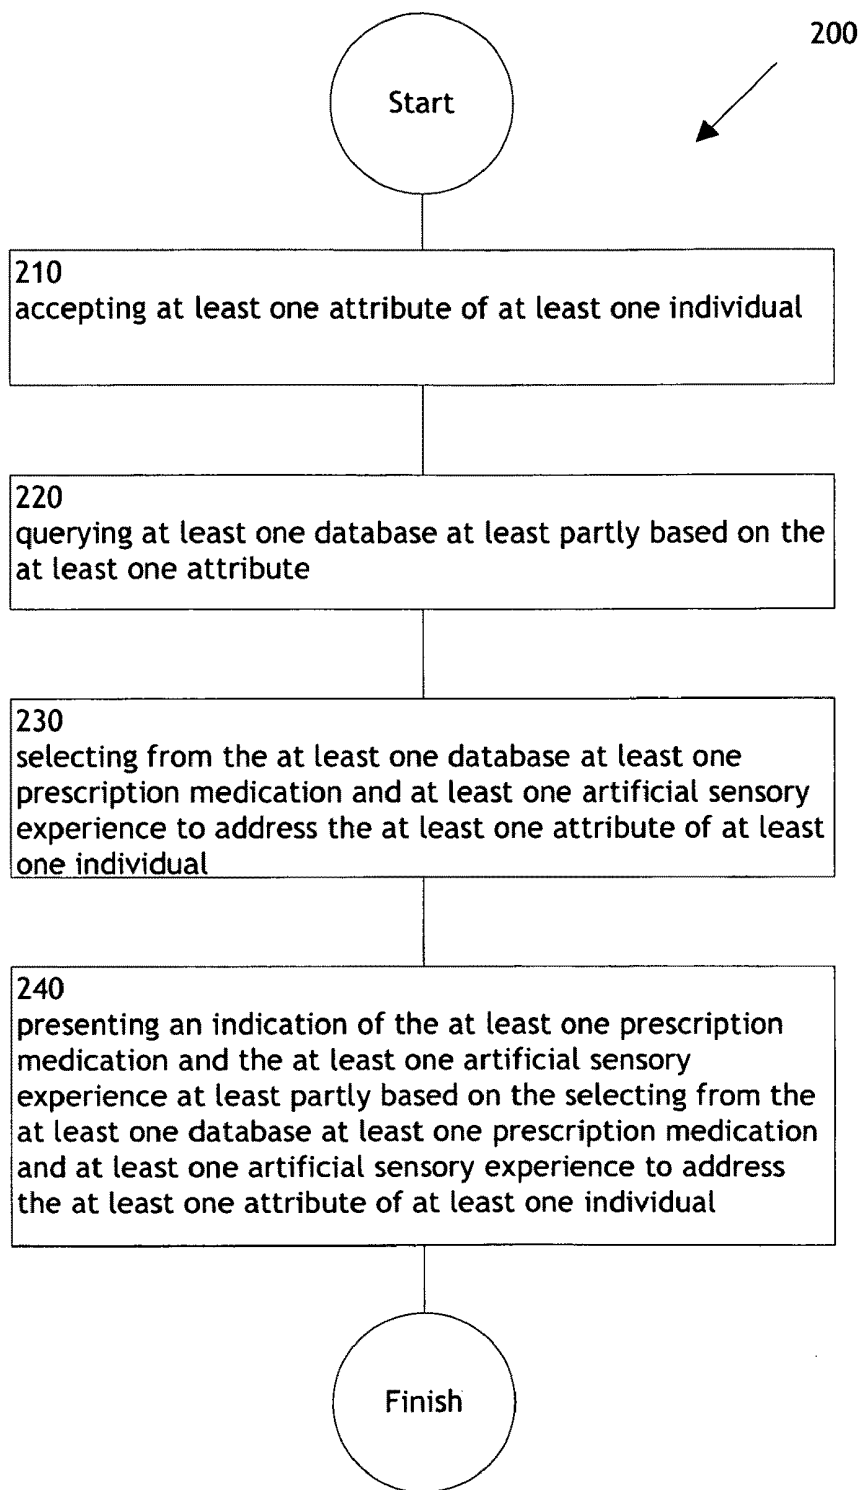 200
Start
210
accepting at least one attribute of at least one individual
220
querying at least one database at least partly based on the
at least one attribute
230
selecting from the at least one database at least one
prescription medication and at least one artificial sensory
experience to address the at least one attribute of at least
one individual
240
presenting an indication of the at least one prescription
medication and the at least one artificial sensory
experience at least partly based on the selecting from the
at least one database at least one prescription medication
and at least one artificial sensory experience to address
the at least one attribute of at least one individual
Finish